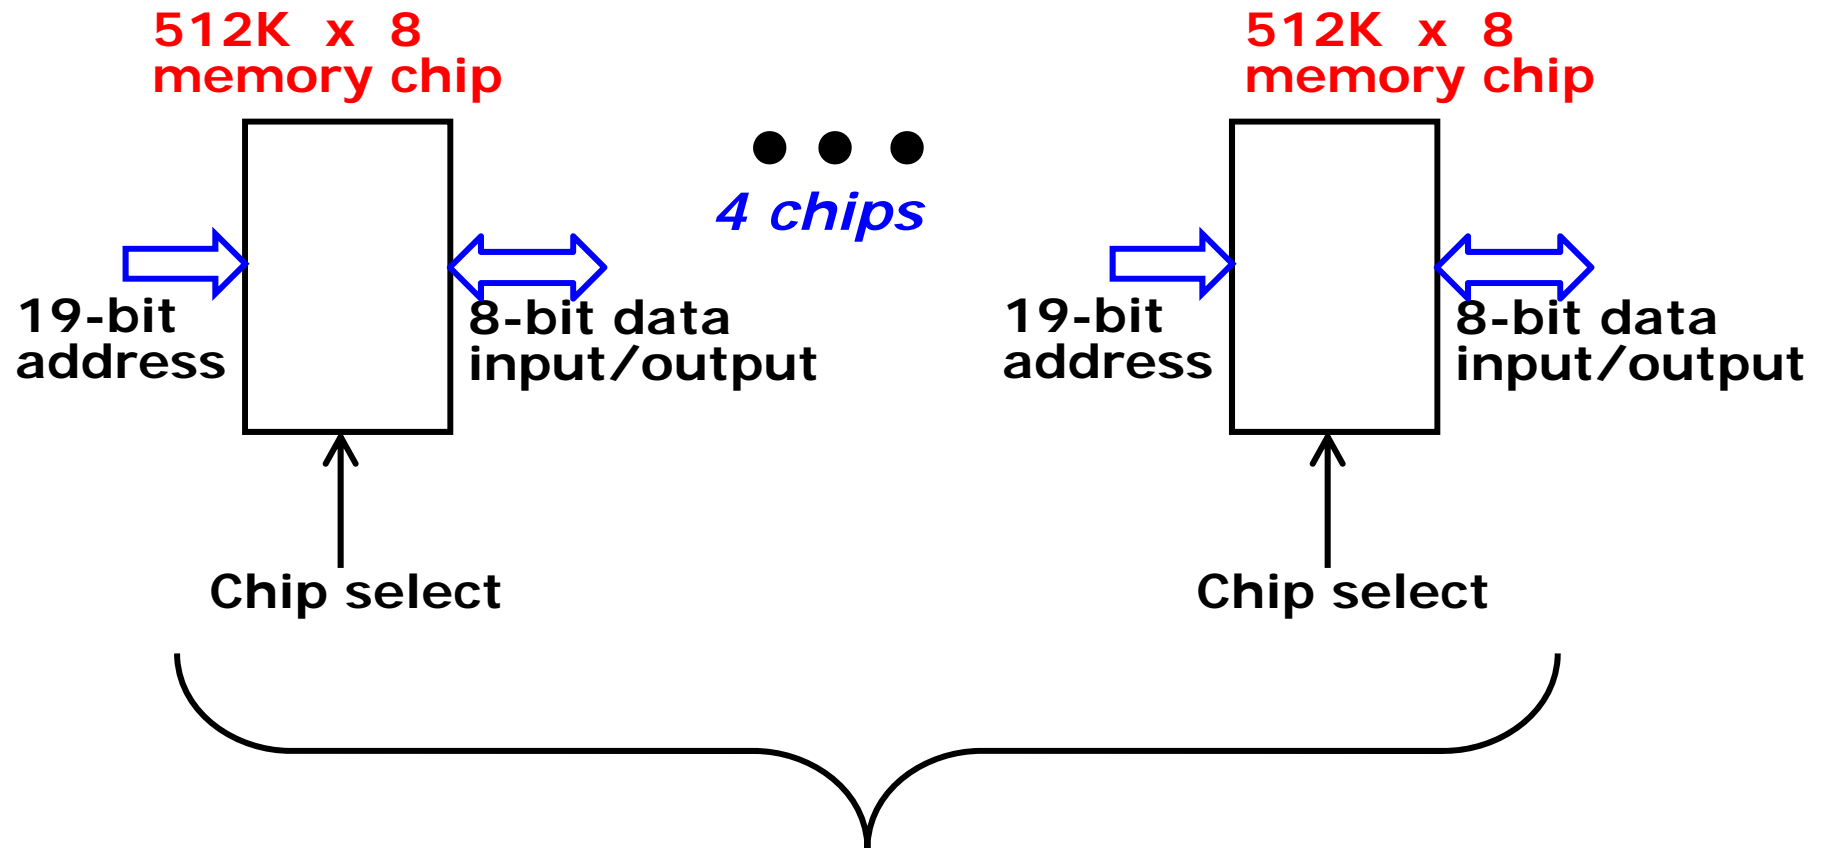 512K x 8
memory chip
512K x 8
memory chip
4 chips
19-bit
address
8-bit data
input/output
19-bit
address
8-bit data
input/output
Chip select
Chip select